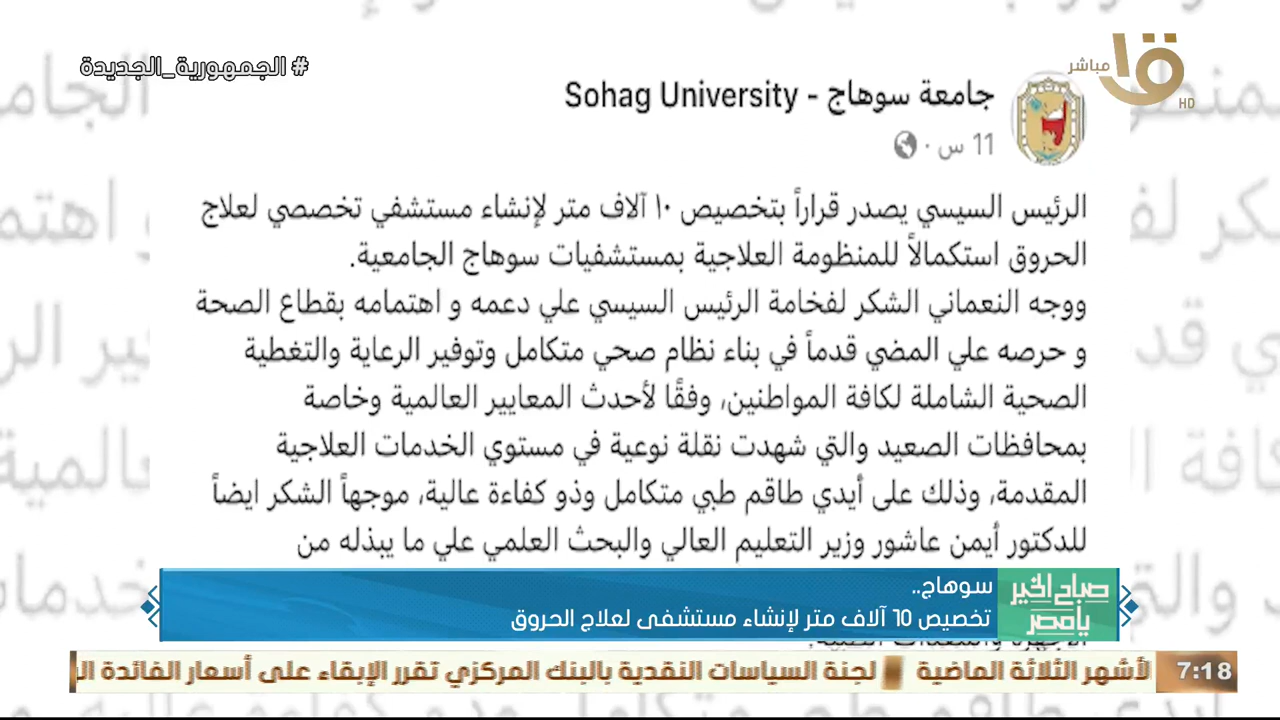 # الجمهورية_الجديدة
مباشر
HD
جامعة سوهاج - Sohag University
11 س ·
الرئيس السيسي يصدر قراراً بتخصيص ١٠ آلاف متر لإنشاء مستشفي تخصصي لعلاج
الحروق استكمالاً للمنظومة العلاجية بمستشفيات سوهاج الجامعية.
ووجه النعماني الشكر لفخامة الرئيس السيسي علي دعمه و اهتمامه بقطاع الصحة
و حرصه علي المضي قدماً في بناء نظام صحي متكامل وتوفير الرعاية والتغطية
الصحية الشاملة لكافة المواطنين، وفقًا لأحدث المعايير العالمية وخاصة
بمحافظات الصعيد والتي شهدت نقلة نوعية في مستوي الخدمات العلاجية
المقدمة، وذلك على أيدي طاقم طبي متكامل وذو كفاءة عالية، موجهاً الشكر ايضاً
للدكتور أيمن عاشور وزير التعليم العالي والبحث العلمي علي ما يبذله من
صباح الخير
يا مصر
سوهاج..
تخصيص 10 آلاف متر لإنشاء مستشفى لعلاج الحروق
7:18
لأشهر الثلاثة الماضية
لجنة السياسات النقدية بالبنك المركزي تقرر الإبقاء على أسعار الفائدة